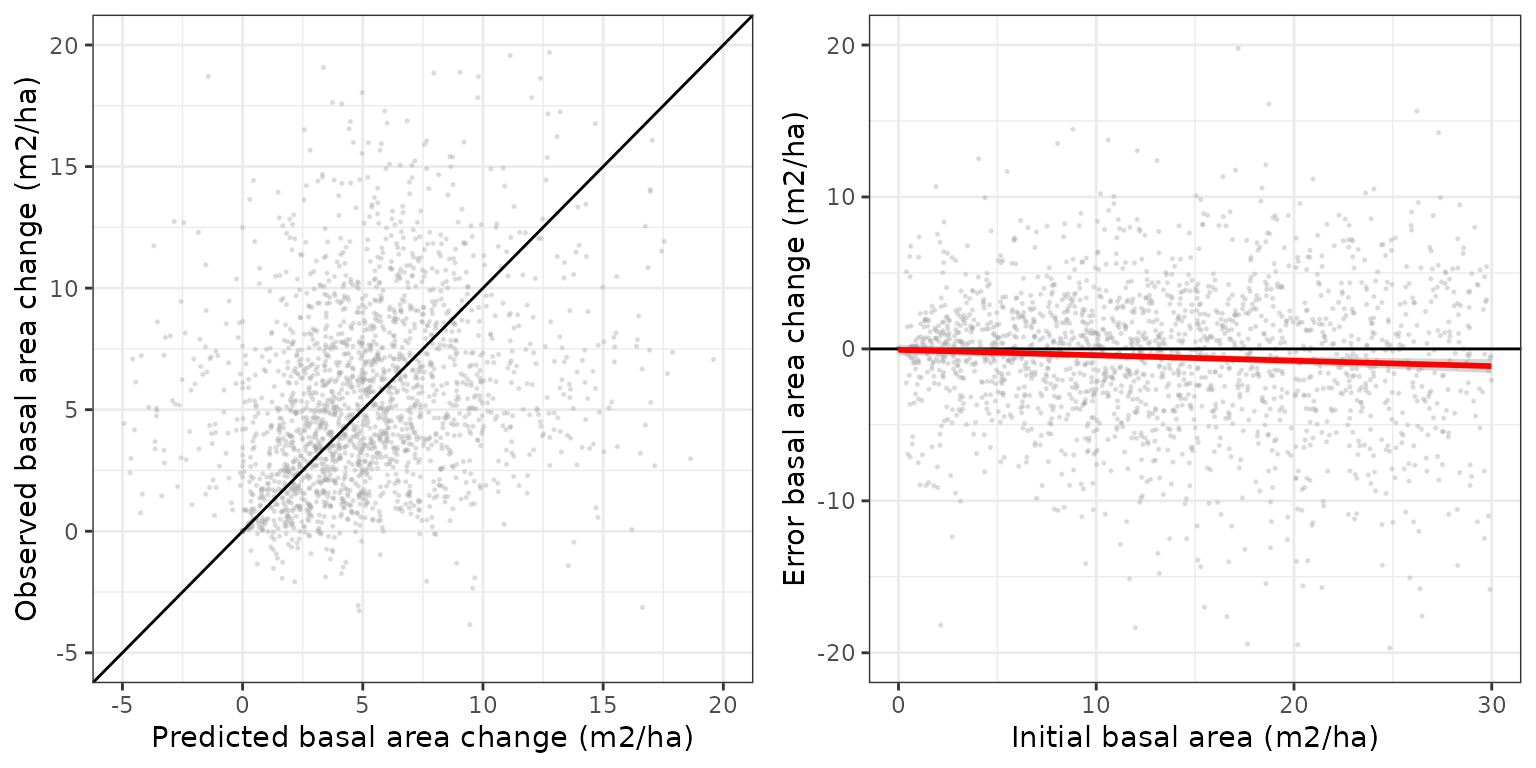 Observed basal area change (m2/ha)
20
15
10
5
0
-5
-5 0 5 10 15 20
Predicted basal area change (m2/ha)
Error basal area change (m2/ha)
20
10
0
-10
-20
0 10 20 30
Initial basal area (m2/ha)